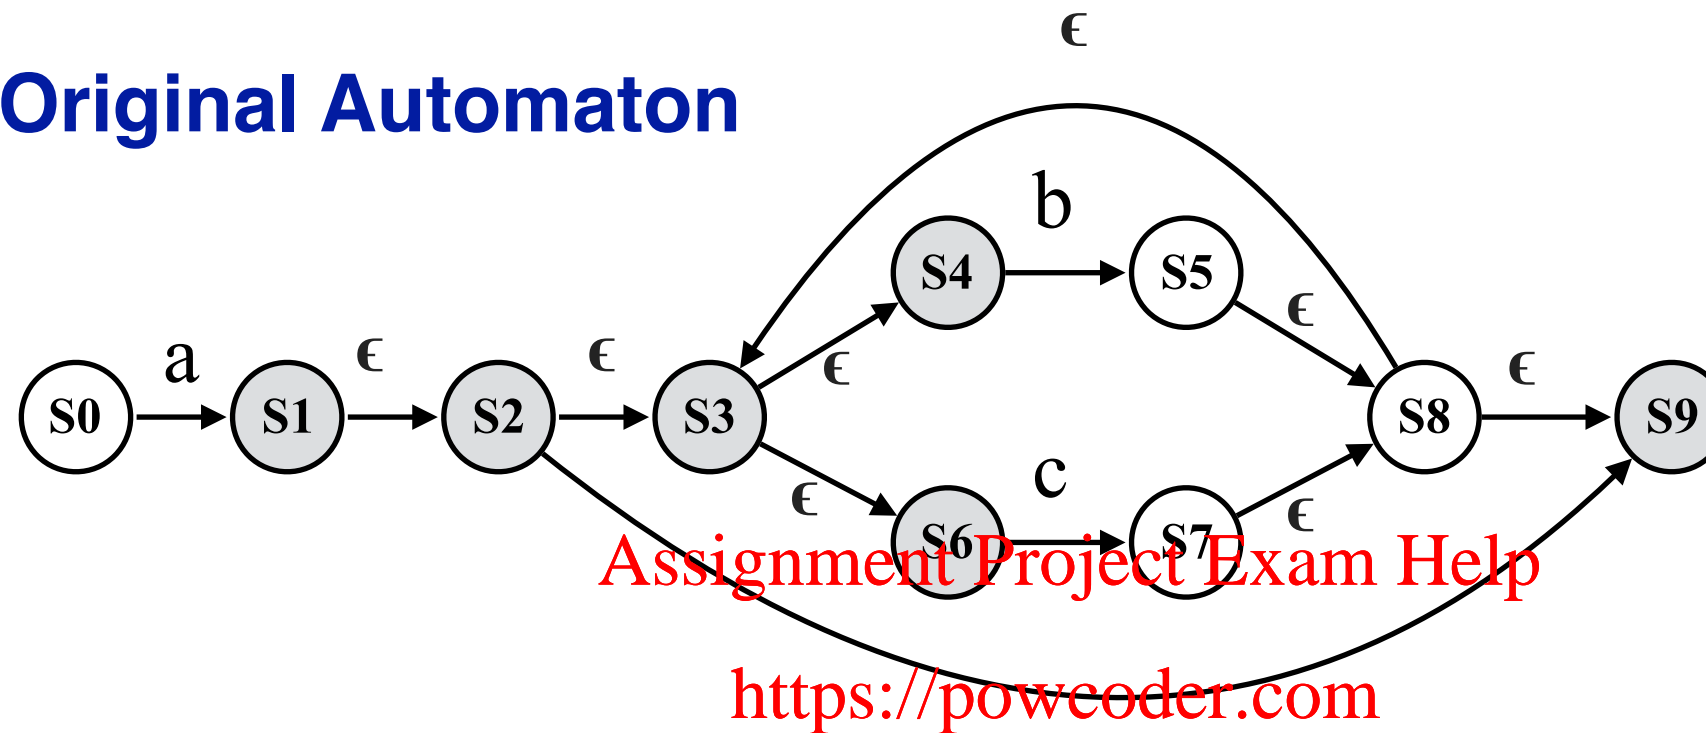 ϵ
Original Automaton
b
S4 S5
ϵ
a ϵ ϵ ϵ ϵ
S0 S1 S2 S3 S8 S9
c
ϵ ϵ
S6 S7
Assignment Project Exam Help
https://powcoder.com